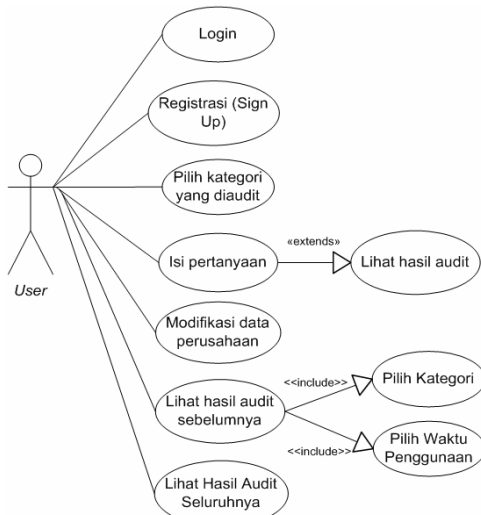 Login
Registrasi (Sign
Up)
Pilih kategori
yang diaudit
Isi pertanyaan
«extends»
Lihat hasil audit
User
Modifikasi data
perusahaan
Lihat hasil audit
sebelumnya
<<include>>
Pilih Kategori
<<include>>
Pilih Waktu
Penggunaan
Lihat Hasil Audit
Seluruhnya